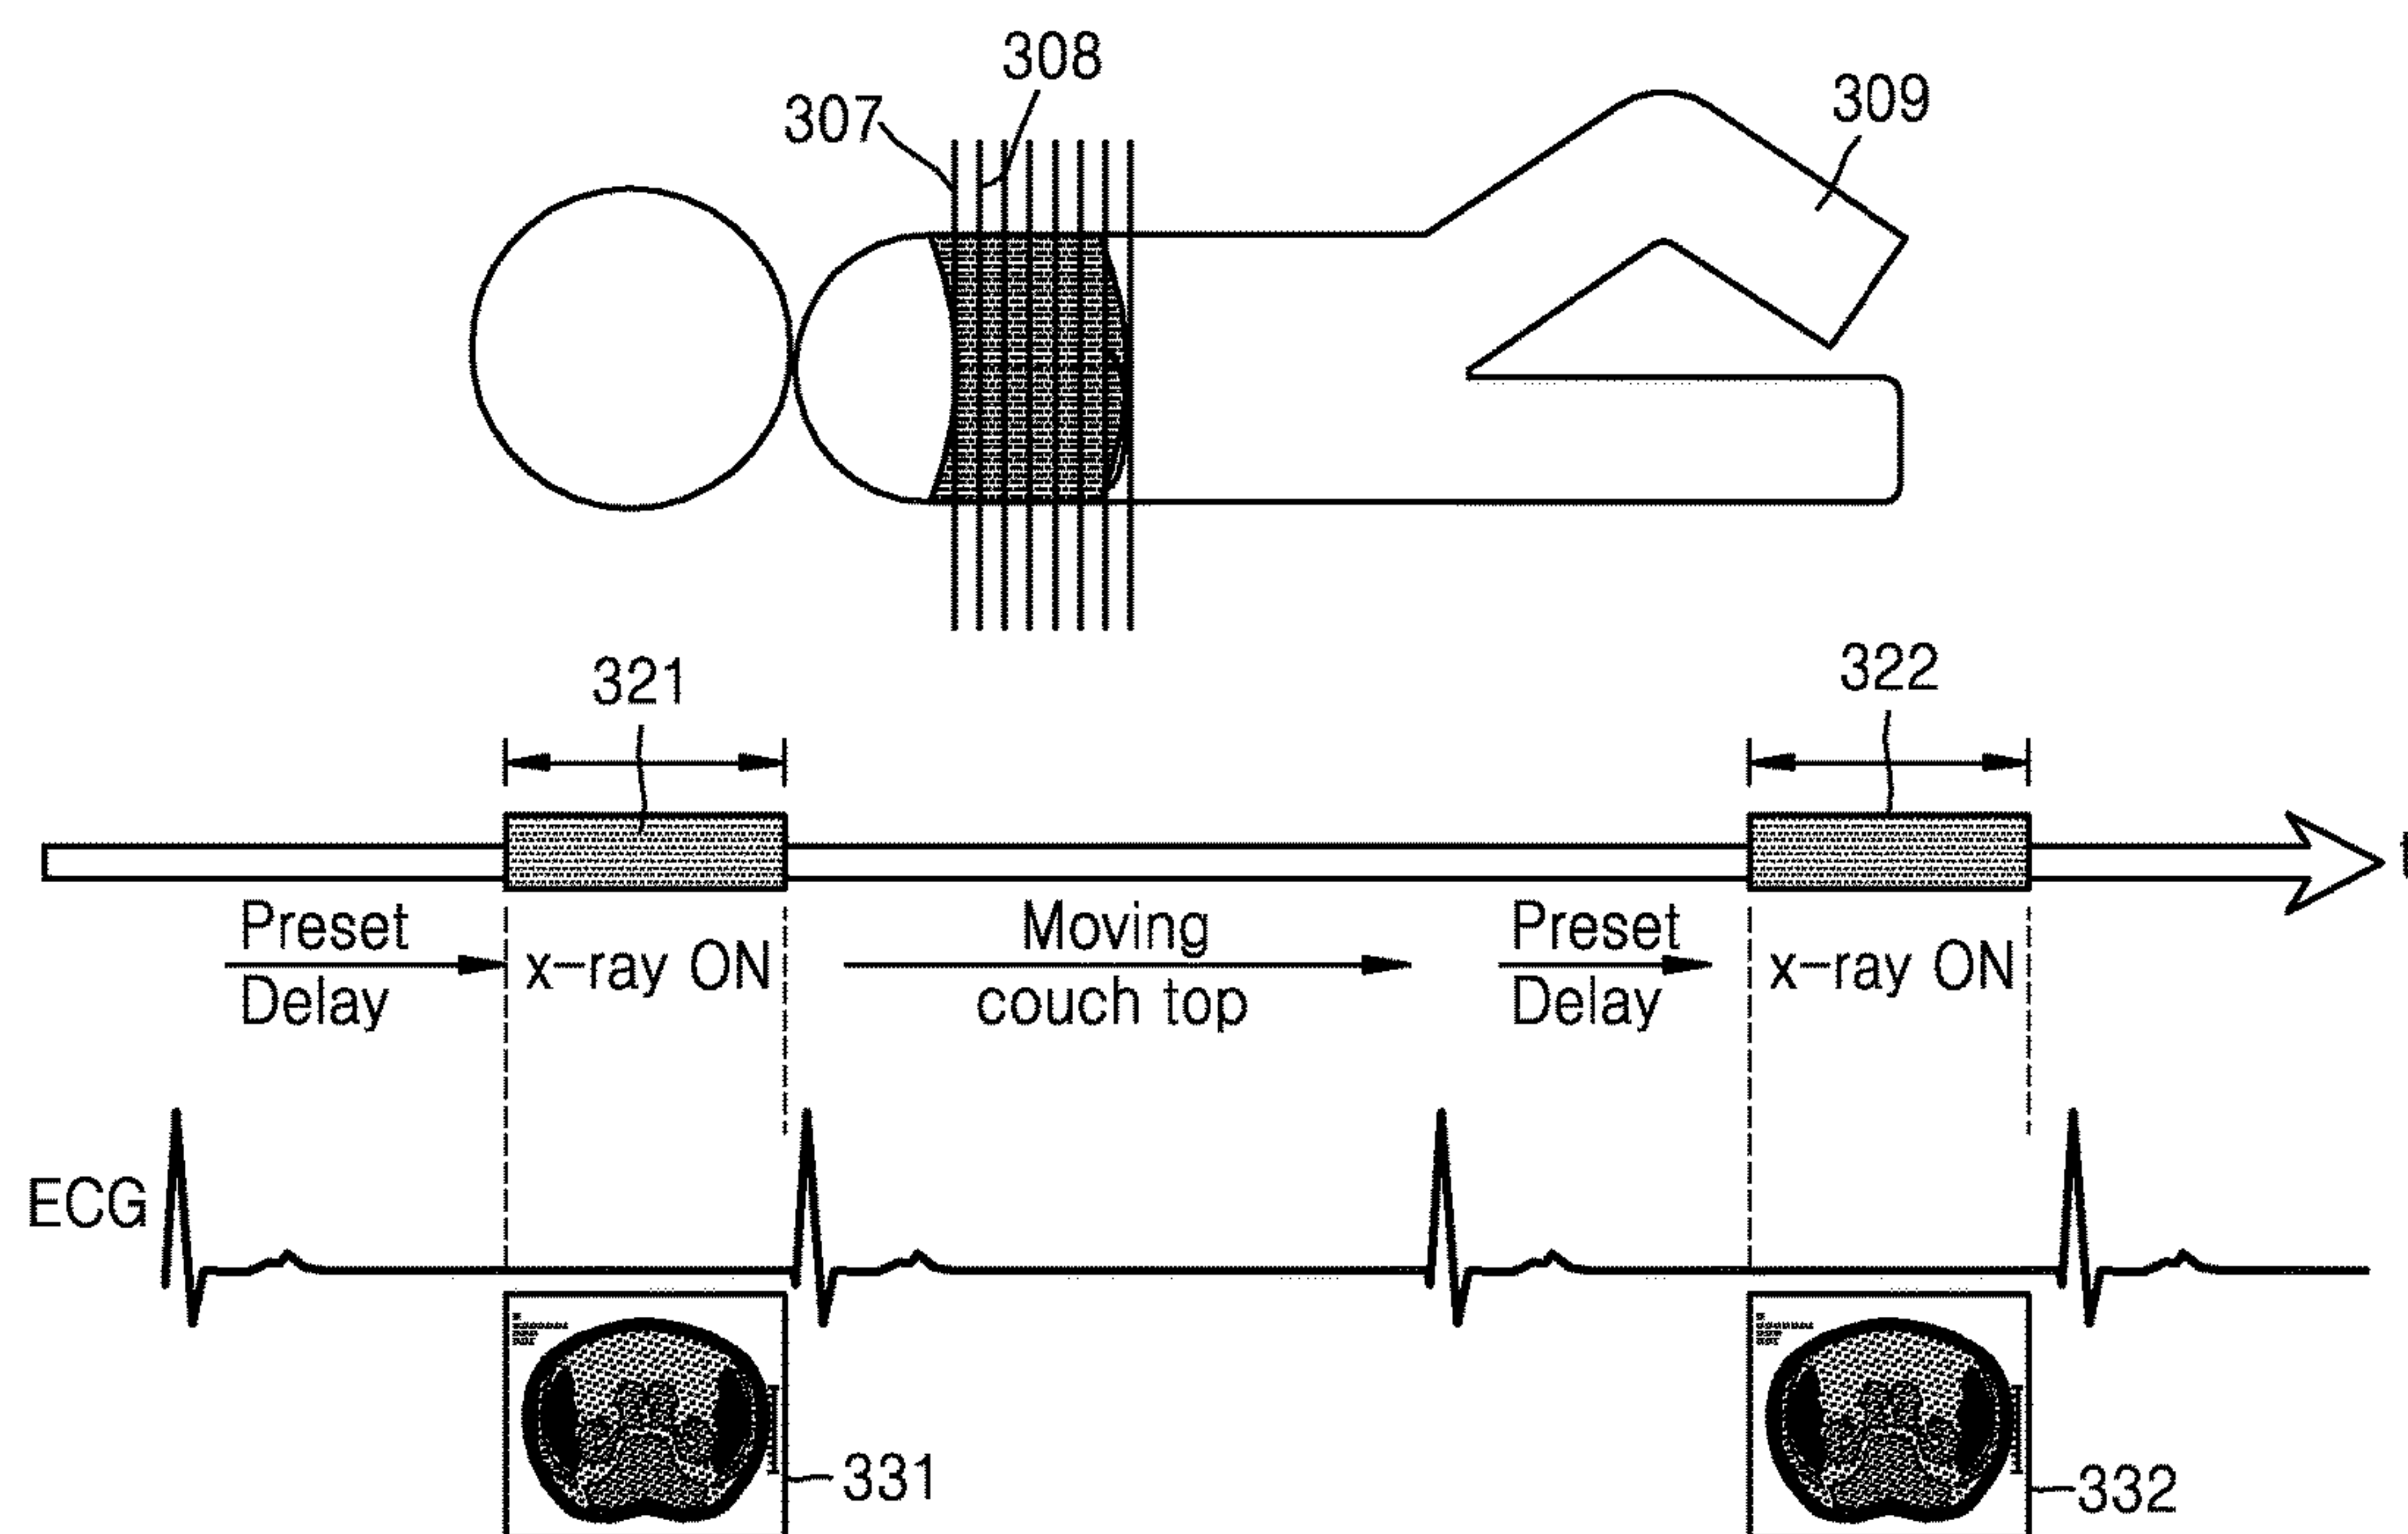 308
307
309
321
322
t
Preset
Delay
x-ray ON
Moving
couch top
Preset
Delay
x-ray ON
ECG
331
332